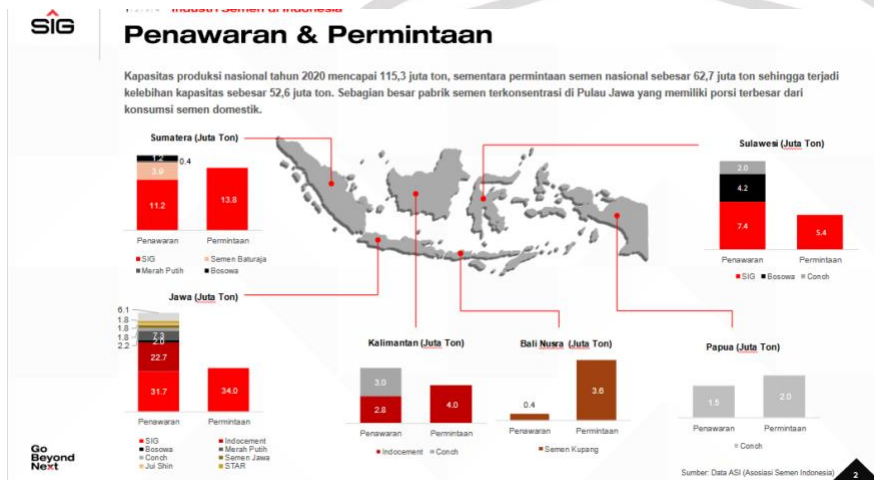 SIG
Industri Semen di Indonesia
Penawaran & Permintaan
Kapasitas produksi nasional tahun 2020 mencapai 115,3 juta ton, sementara permintaan semen nasional sebesar 62,7 juta ton sehingga terjadi
kelebihan kapasitas sebesar 52,6 juta ton. Sebagian besar pabrik semen terkonsentrasi di Pulau Jawa yang memiliki porsi terbesar dari
konsumsi semen domestik.
Sumatera (Juta Ton)
1.2
0.4
3.9
11.2
13.8
Penawaran Permintaan
SIG Semen Baturaja
Merah Putih Bosowa
Sulawesi (Juta Ton)
2.0
4.2
7.4
5.4
Penawaran Permintaan
SIG Bosowa Conch
Jawa (Juta Ton)
6.1
1.8
1.8
1.8
2.2
7.3
2.0
22.7
31.7
34.0
Penawaran Permintaan
SIG Indocement
Bosowa Merah Putih
Conch Semen Jawa
Jui Shin STAR
Kalimantan (Juta Ton)
3.0
2.8
4.0
Penawaran Permintaan
Indocement Conch
Bali Nusra (Juta Ton)
0.4
3.6
Penawaran Permintaan
Semen Kupang
Papua (Juta Ton)
1.5
2.0
Penawaran Permintaan
Conch
Go
Beyond
Next
Sumber: Data ASI (Asosiasi Semen Indonesia)
2